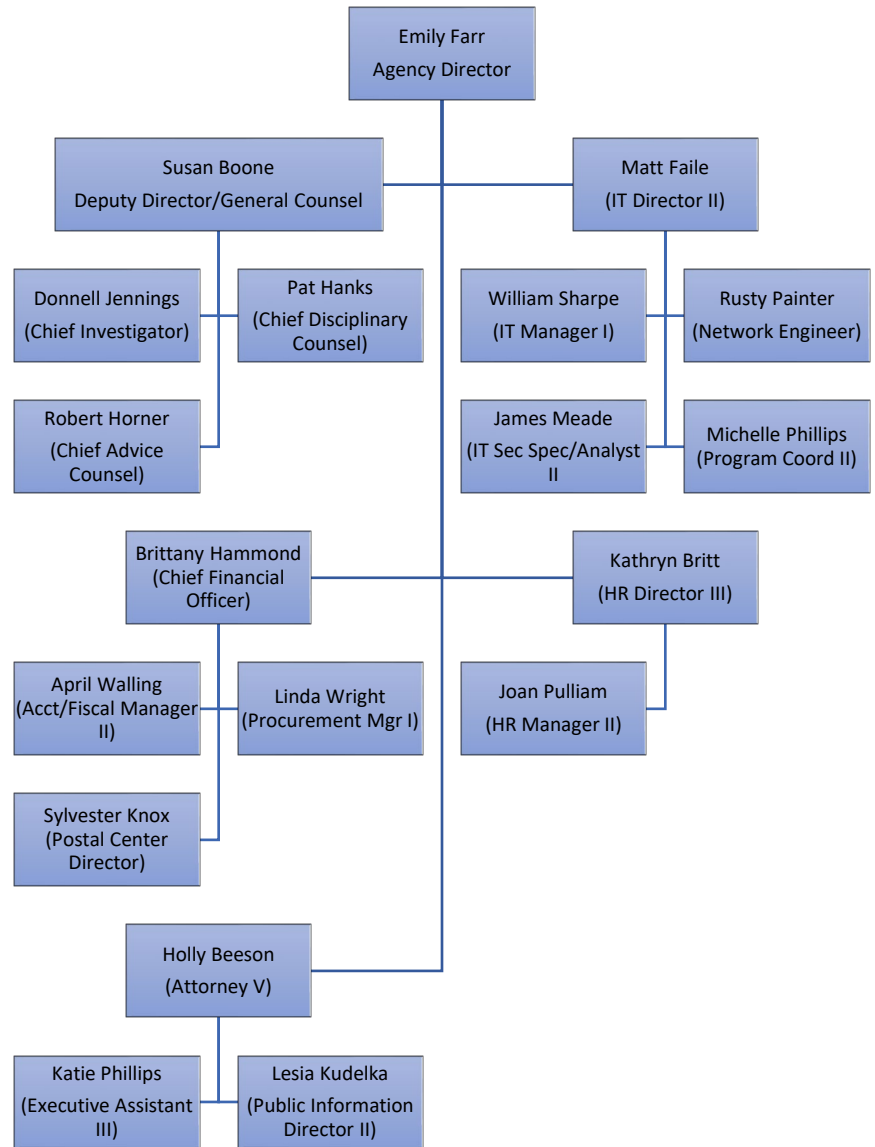 Emily Farr
Agency Director
Susan Boone
Deputy Director/General Counsel
Matt Faile
(IT Director II)
Donnell Jennings
(Chief Investigator)
Pat Hanks
(Chief Disciplinary
Counsel)
William Sharpe
(IT Manager I)
Rusty Painter
(Network Engineer)
Robert Horner
(Chief Advice
Counsel)
James Meade
(IT Sec Spec/Analyst
II
Michelle Phillips
(Program Coord II)
Brittany Hammond
(Chief Financial
Officer)
Kathryn Britt
(HR Director III)
April Walling
(Acct/Fiscal Manager
II)
Linda Wright
(Procurement Mgr I)
Joan Pulliam
(HR Manager II)
Sylvester Knox
(Postal Center
Director)
Holly Beeson
(Attorney V)
Katie Phillips
(Executive Assistant
III)
Lesia Kudelka
(Public Information
Director II)